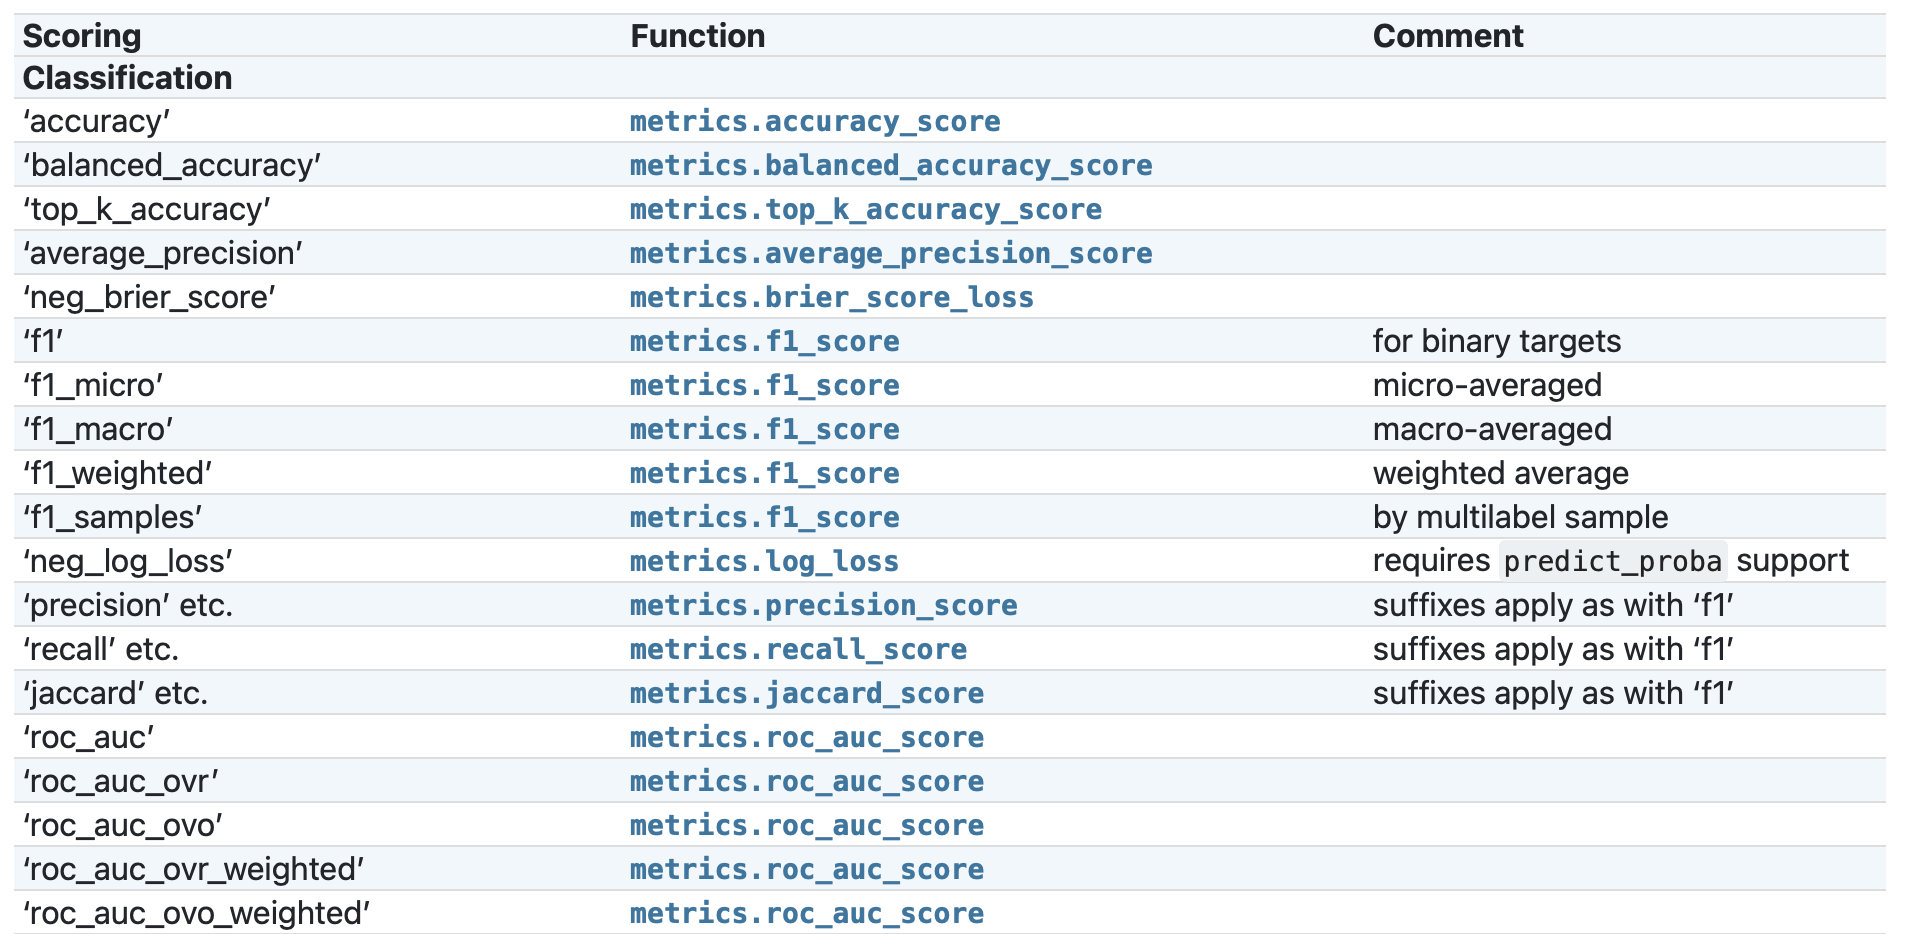 Scoring Function Comment
Classification
‘accuracy’ metrics.accuracy_score
‘balanced_accuracy’ metrics.balanced_accuracy_score
‘top_k_accuracy’ metrics.top_k_accuracy_score
‘average_precision’ metrics.average_precision_score
‘neg_brier_score’ metrics.brier_score_loss
‘f1’ metrics.f1_score for binary targets
‘f1_micro’ metrics.f1_score micro-averaged
‘f1_macro’ metrics.f1_score macro-averaged
‘f1_weighted’ metrics.f1_score weighted average
‘f1_samples’ metrics.f1_score by multilabel sample
‘neg_log_loss’ metrics.log_loss requires predict_proba support
‘precision’ etc. metrics.precision_score suffixes apply as with ‘f1’
‘recall’ etc. metrics.recall_score suffixes apply as with ‘f1’
‘jaccard’ etc. metrics.jaccard_score suffixes apply as with ‘f1’
‘roc_auc’ metrics.roc_auc_score
‘roc_auc_ovr’ metrics.roc_auc_score
‘roc_auc_ovo’ metrics.roc_auc_score
‘roc_auc_ovr_weighted’ metrics.roc_auc_score
‘roc_auc_ovo_weighted’ metrics.roc_auc_score